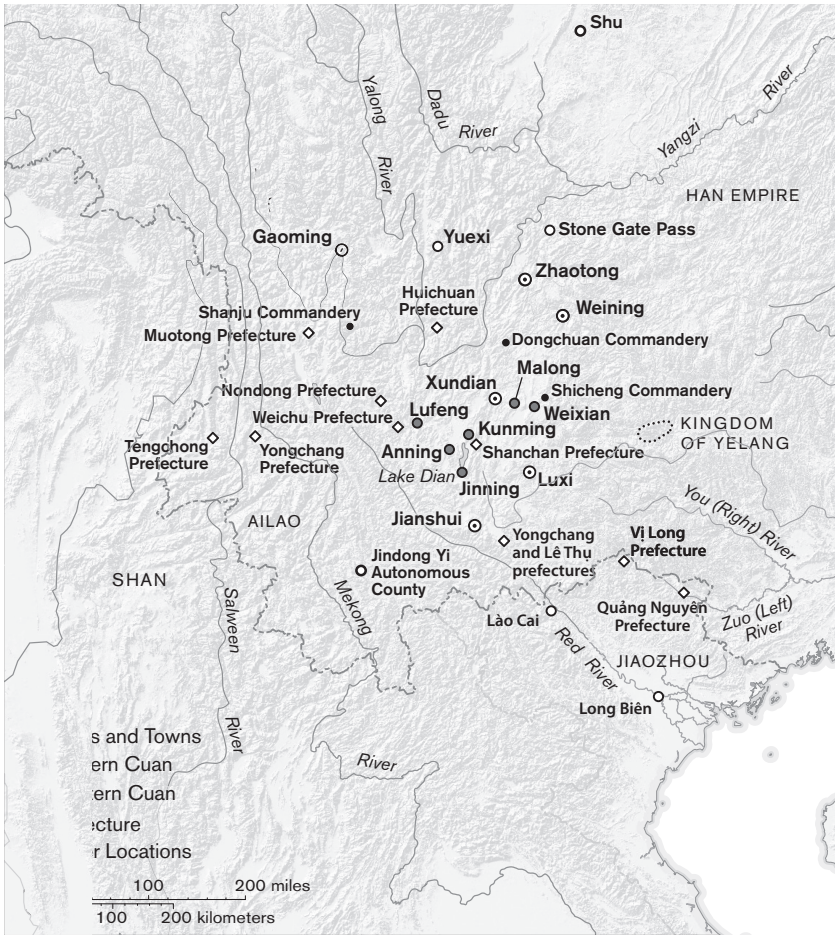 Shu
Yalong
River
Dadu
River
Yangzi
River
HAN EMPIRE
Gaoming
Yuexi
Stone Gate Pass
Zhaotong
Huichuan
Prefecture
Weining
Shanju Commandery
Muotong Prefecture
Dongchuan Commandery
Malong
Xundian
Shicheng Commandery
Nondong Prefecture
Weichu Prefecture
Lufeng
Weixian
Kunming
KINGDOM
OF YELANG
Tengchong
Prefecture
Yongchang
Prefecture
Anning
Shanchan Prefecture
Lake Dian
Luxi
Jinning
You (Right) River
AILAO
Jianshui
Yongchang
and Lê Thụ
prefectures
Vị Long
Prefecture
SHAN
Jindong Yi
Autonomous
County
Salween
River
Mekong
River
Quảng Nguyên
Prefecture
Zuo (Left)
River
Lào Cai
Red River
JIAOZHOU
Long Biên
s and Towns
ern Cuan
ern Cuan
ecture
r Locations
100 200 miles
100 200 kilometers